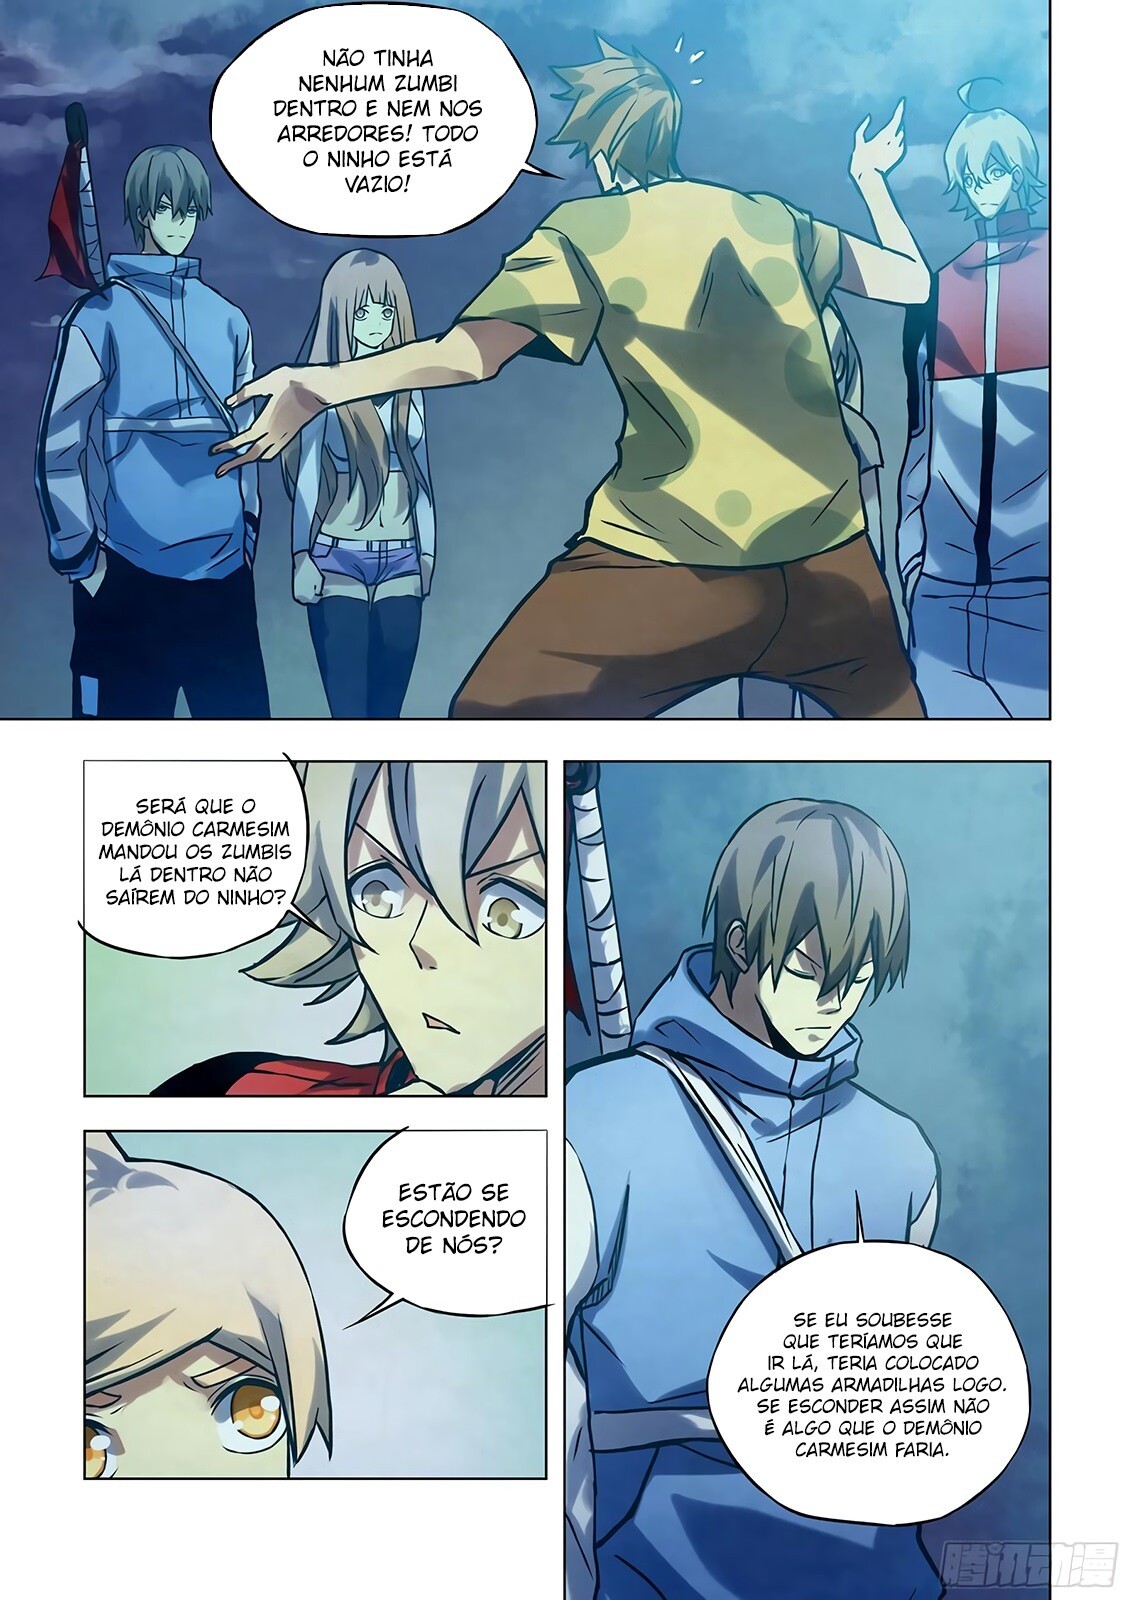 NÃO TINHA
NENHUM ZUMBI
DENTRO E NEM NOS
ARREDORES! TODO
O NINHO ESTÁ
VAZIO!
SERÁ QUE O
DEMÔNIO CARMESIM
MANDOU OS ZUMBIS
LÁ DENTRO NÃO
SAÍREM DO NINHO?
ESTÃO SE
ESCONDENDO
DE NÓS?
SE EU SOUBESSE
QUE TERÍAMOS QUE
IR LÁ, TERIA COLOCADO
ALGUMAS ARMADILHAS LOGO.
SE ESCONDER ASSIM NÃO
É ALGO QUE O DEMÔNIO
CARMESIM FARIA.
腾讯动漫